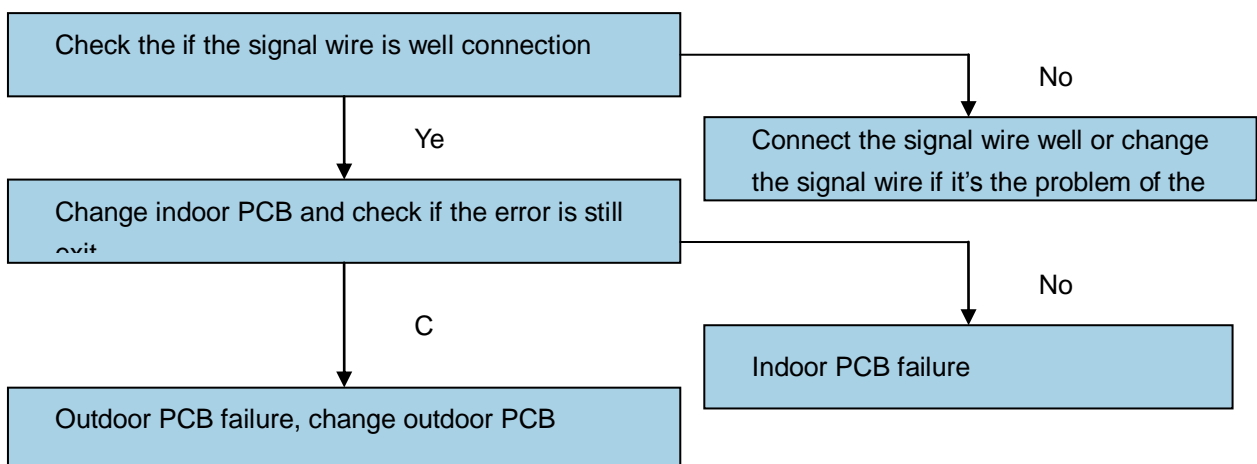 Check the if the signal wire is well connection
No
Ye
Connect the signal wire well or change
the signal wire if it's the problem of the
Change indoor PCB and check if the error is still
exit
No
C
Indoor PCB failure
Outdoor PCB failure, change outdoor PCB